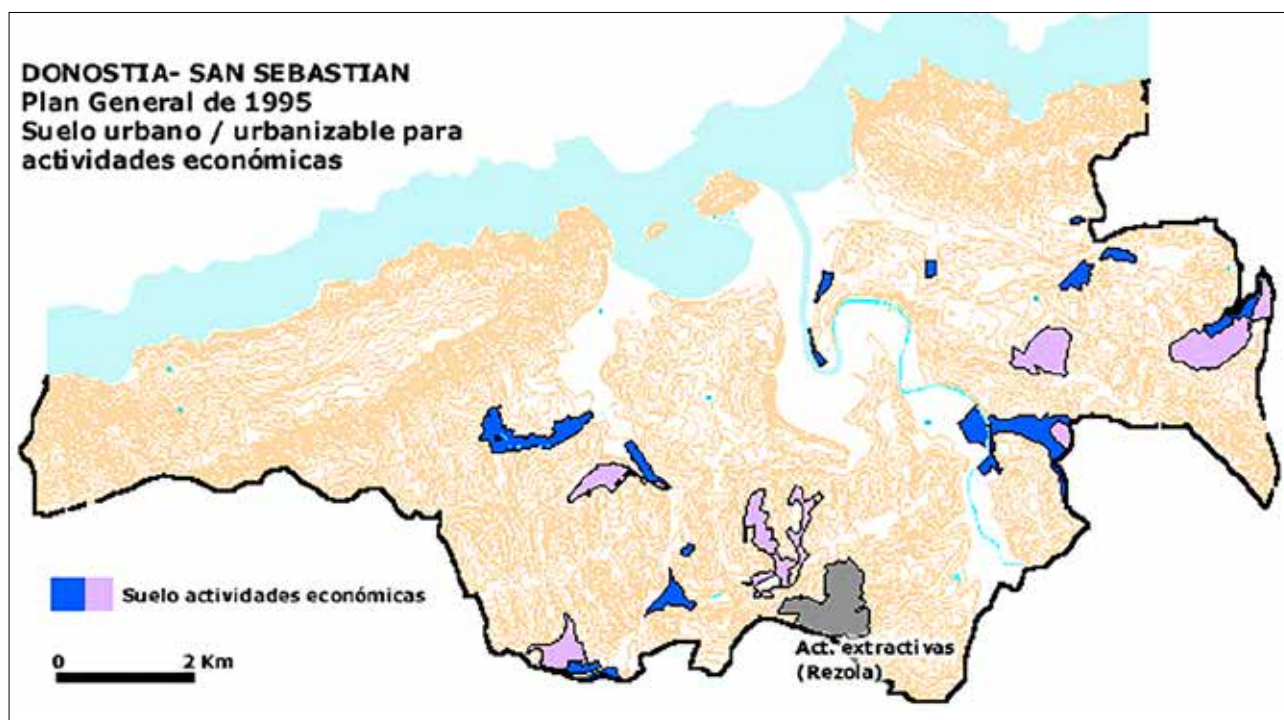 DONOSTIA- SAN SEBASTIAN
Plan General de 1995
Suelo urbano / urbanizable para
actividades económicas
Suelo actividades económicas
0 2 Km
Act. extractivas
(Rezola)